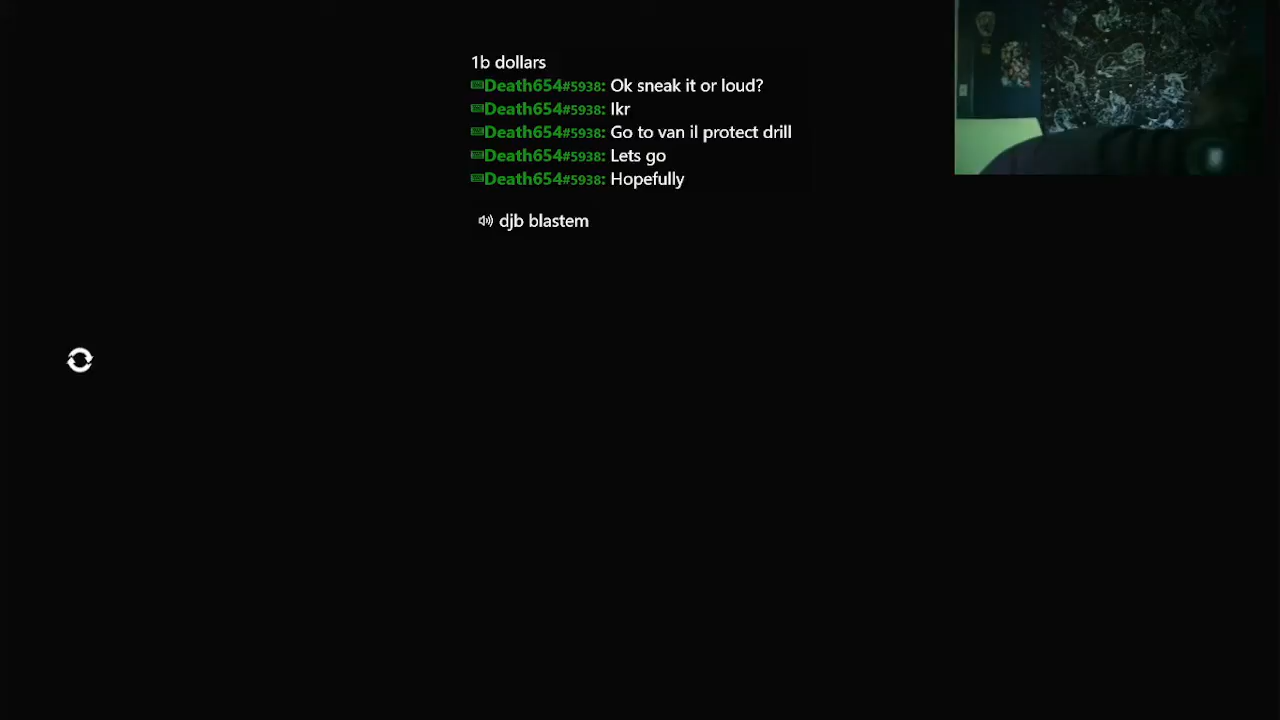 1b dollars
Death654#5938: Ok sneak it or loud?
Death654#5938: Ikr
Death654#5938: Go to van il protect drill
Death654#5938: Lets go
Death654#5938: Hopefully
djb blastem